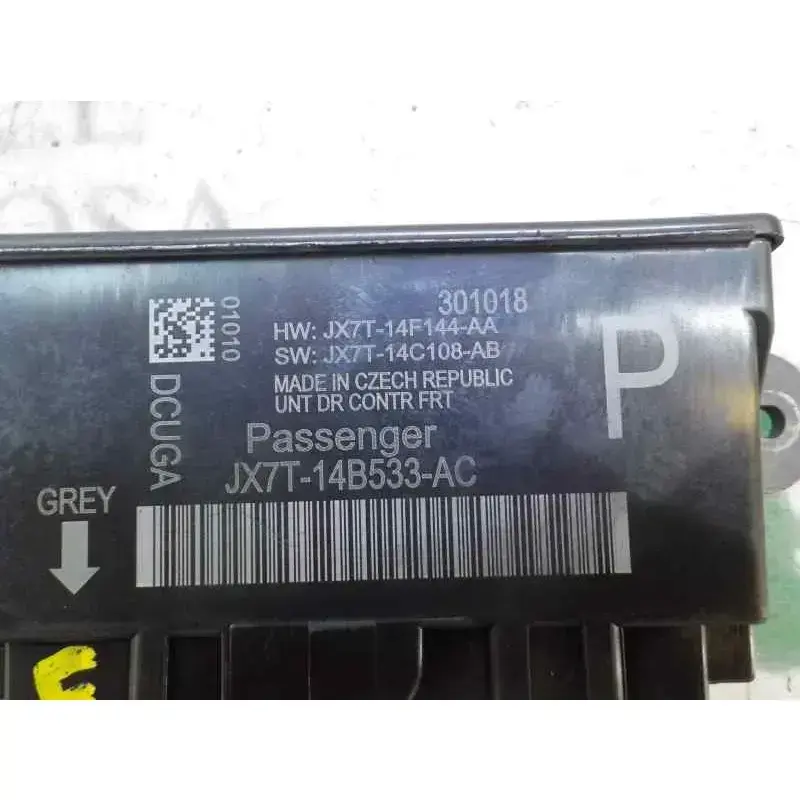 301018
01010
HW: JX7T-14F144-AA
SW: JX7T-14C108-AB
P
MADE IN CZECH REPUBLIC
UNT DR CONTR FRT
DCUGA
Passenger
JX7T-14B533-AC
GREY